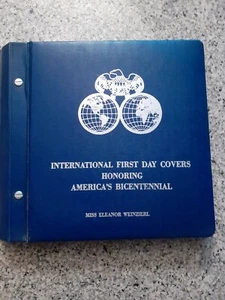 INTERNATIONAL FIRST DAY COVERS
HONORING
AMERICA'S BICENTENNIAL
MISS ELEANOR WEINZIERL